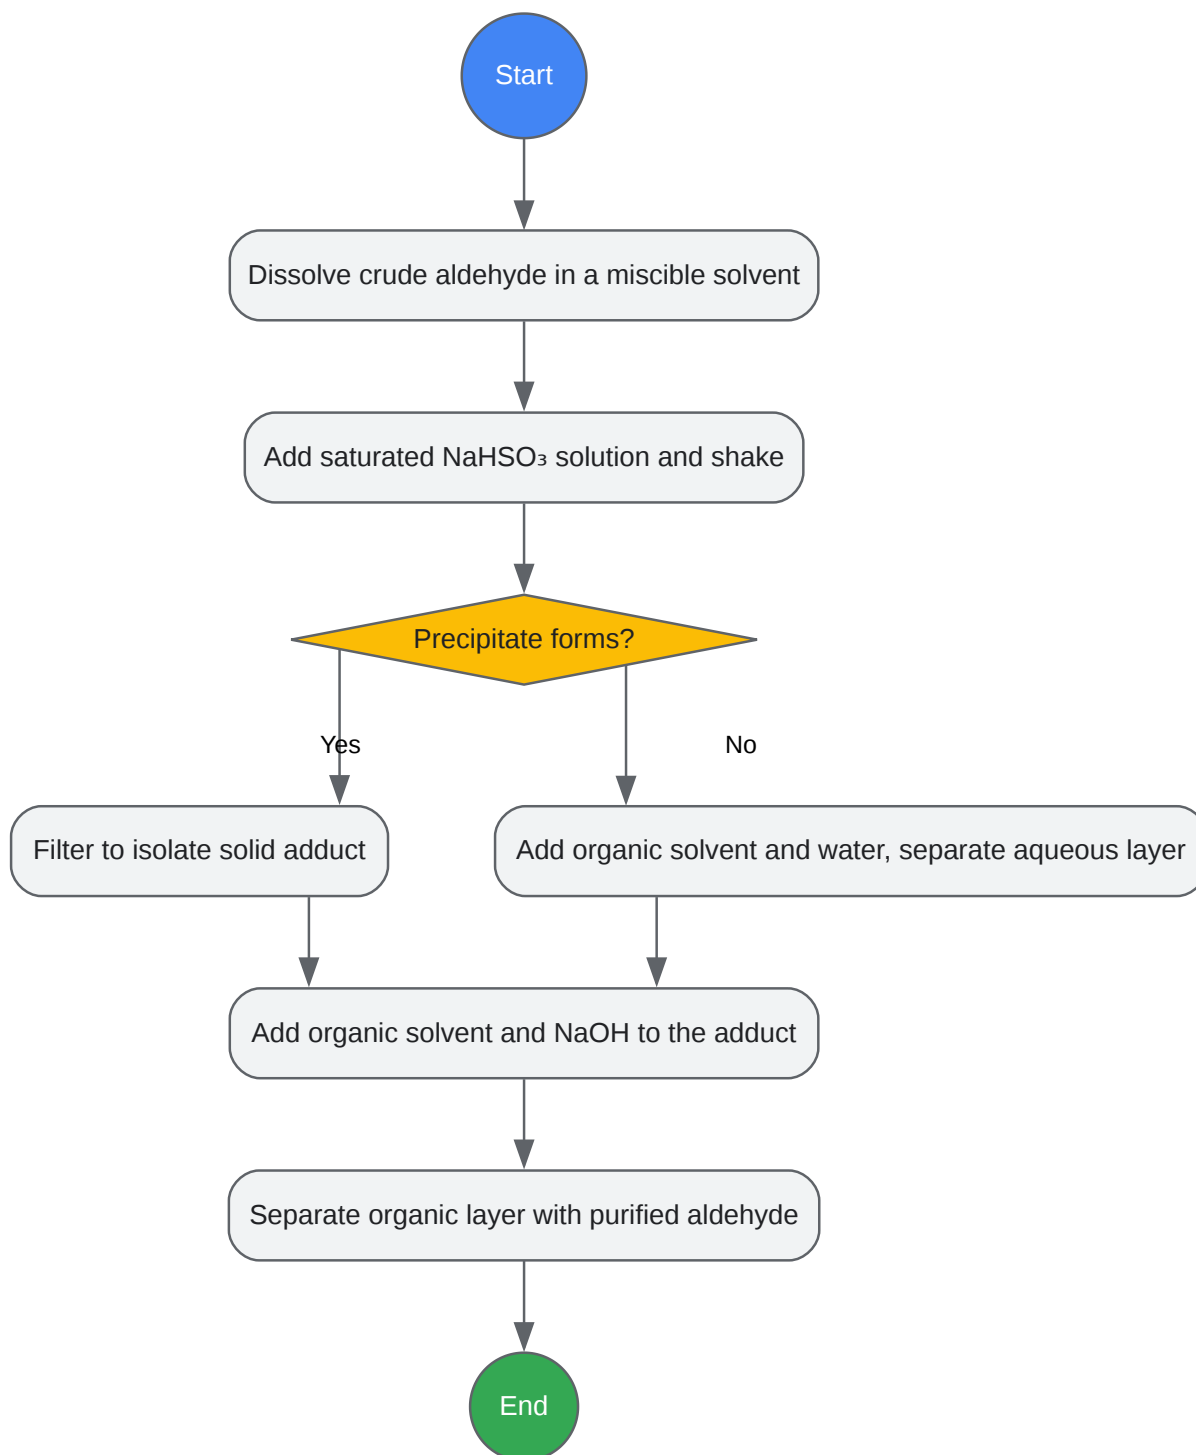 Start
Dissolve crude aldehyde in a miscible solvent
Add saturated NaHSO₃ solution and shake
Precipitate forms?
Yes
No
Filter to isolate solid adduct
Add organic solvent and water, separate aqueous layer
Add organic solvent and NaOH to the adduct
Separate organic layer with purified aldehyde
End